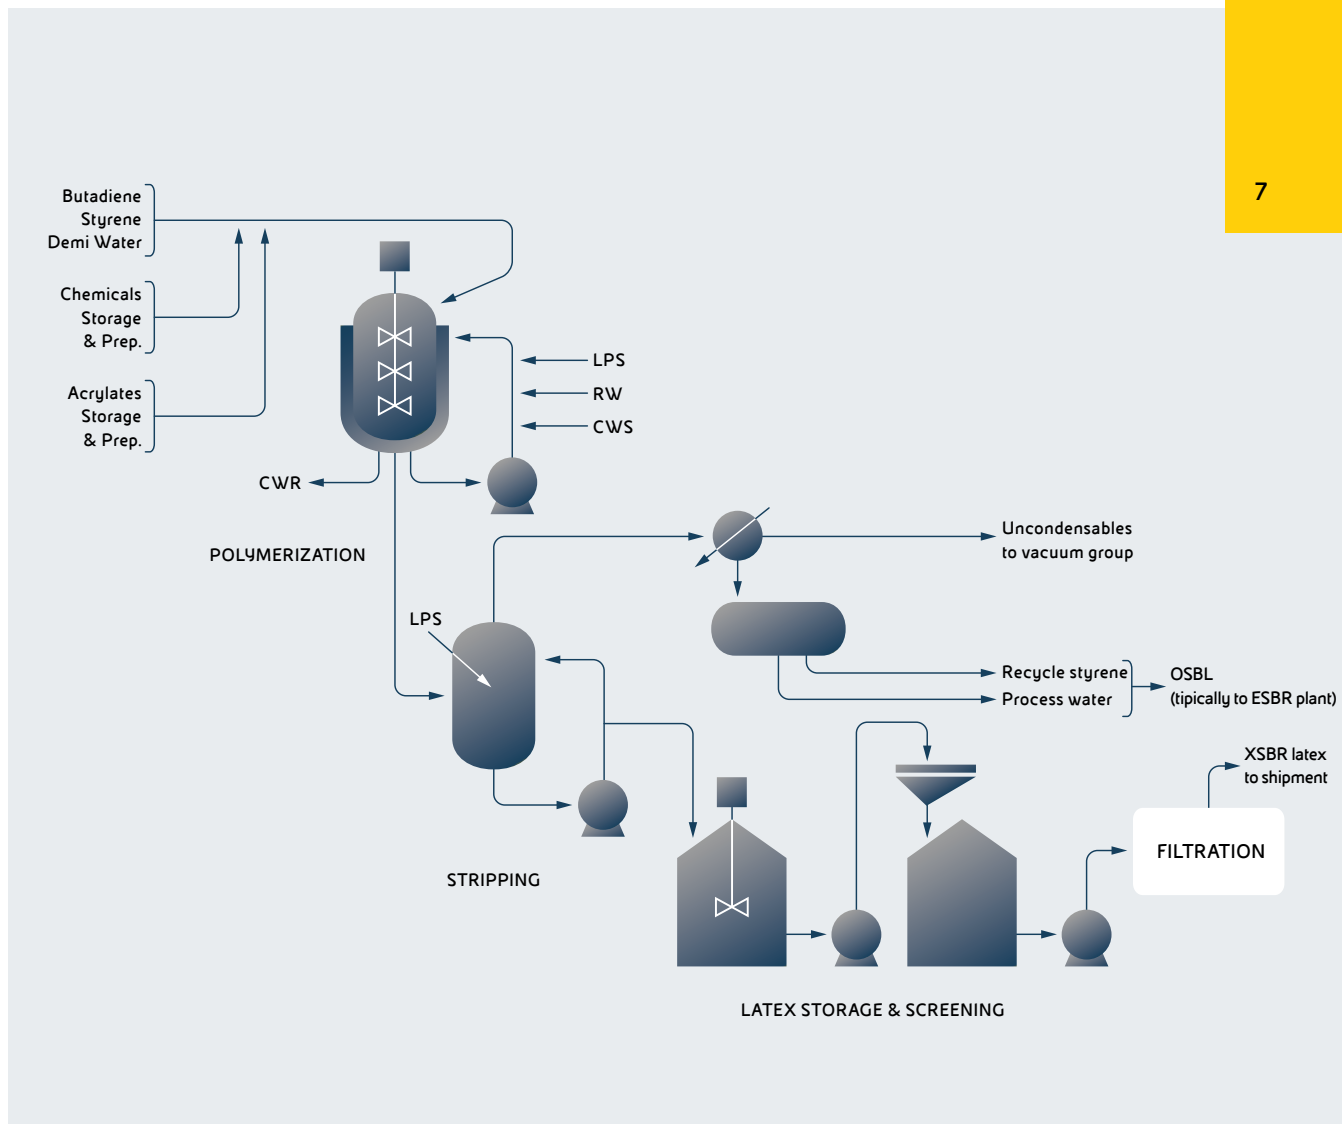 7
Butadiene
Styrene
Demi Water
Chemicals
Storage
& Prep.
Acrylates
Storage
& Prep.
LPS
RW
CWS
CWR
POLYMERIZATION
Uncondensables
to vacuum group
LPS
Recycle styrene
Process water
OSBL
(tipically to ESBR plant)
XSBR latex
to shipment
FILTRATION
STRIPPING
LATEX STORAGE & SCREENING